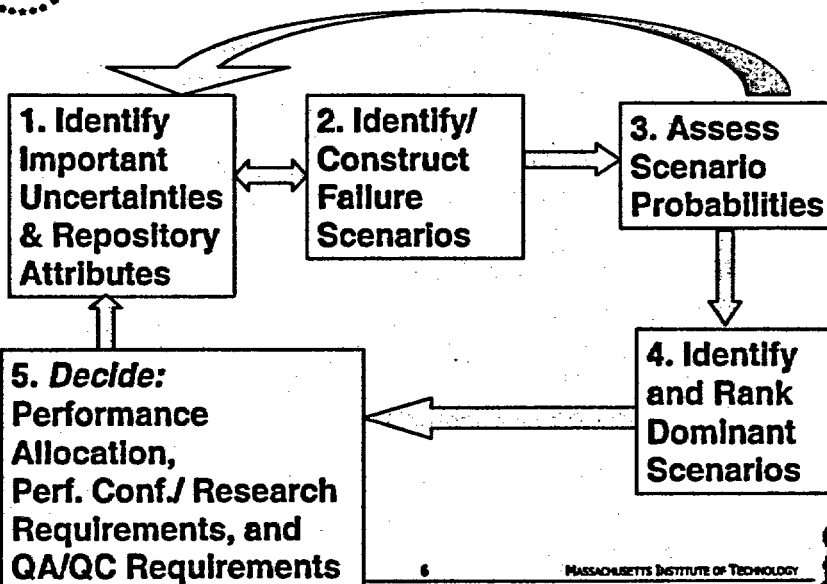 1. Identify
Important
Uncertainties
& Repository
Attributes
2. Identify/
Construct
Failure
Scenarios
3. Assess
Scenario
Probabilities
4. Identify
and Rank
Dominant
Scenarios
5. Decide:
Performance
Allocation,
Perf. Conf./ Research
Requirements, and
QA/QC Requirements
6
MASSACHUSETTS INSTITUTE OF TECHNOLOGY